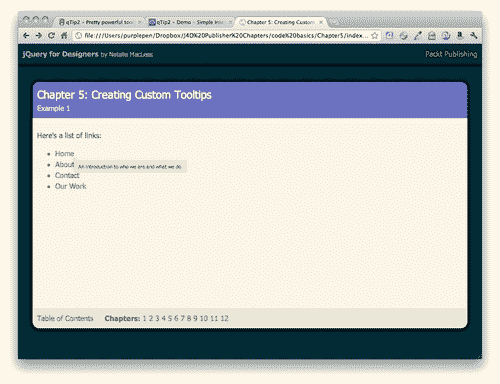 qTip2 – Pretty powerful too
qTip2 - Demo - Simple inte
Chapter 5: Creating Custom
file:///Users/purplepen/Dropbox/J4D%20Publisher%20Chapters/code%20basics/Chapter5/index...
jQuery for Designers by Natalie MacLees
Packt Publishing
Chapter 5: Creating Custom Tooltips
Example 1
Here's a list of links:
• Home
• About
An introduction to who we are and what we do.
• Contact
• Our Work
Table of Contents Chapters: 1 2 3 4 5 6 7 8 9 10 11 12